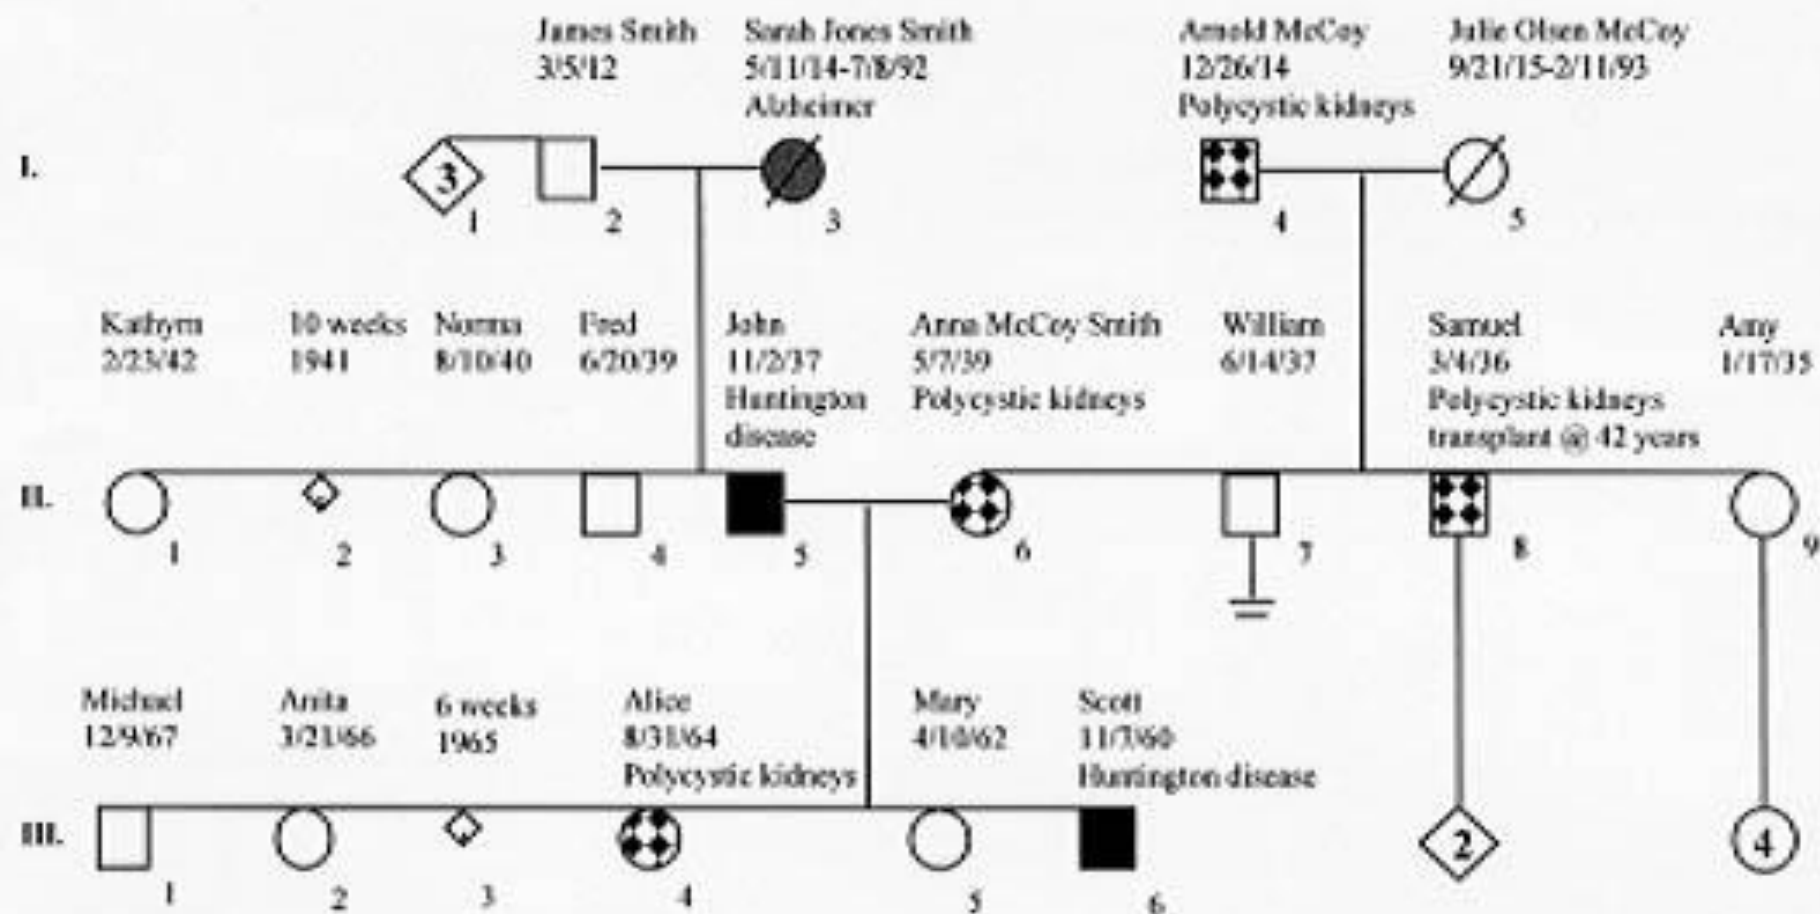 James Smith
3/5/12
Sarah Jones Smith
5/11/14-7/8/92
Alzheimer
Arnold McCoy
12/26/14
Polycystic kidneys
Julie Olsen McCoy
9/21/15-2/11/93
I.
3
1
2
3
4
5
Kathyrn
2/23/42
10 weeks
1941
Norma
8/10/40
Fred
6/20/39
John
11/2/37
Huntington
disease
Anna McCoy Smith
5/7/39
Polycystic kidneys
William
6/14/37
Samuel
3/4/36
Polycystic kidneys
transplant @ 42 years
Amy
1/17/35
II.
1
2
3
4
5
6
7
8
9
Michael
12/9/67
Anita
3/21/66
6 weeks
1965
Alice
8/31/64
Polycystic kidneys
Mary
4/10/62
Scott
11/7/60
Huntington disease
III.
2
4
1
2
3
4
5
6